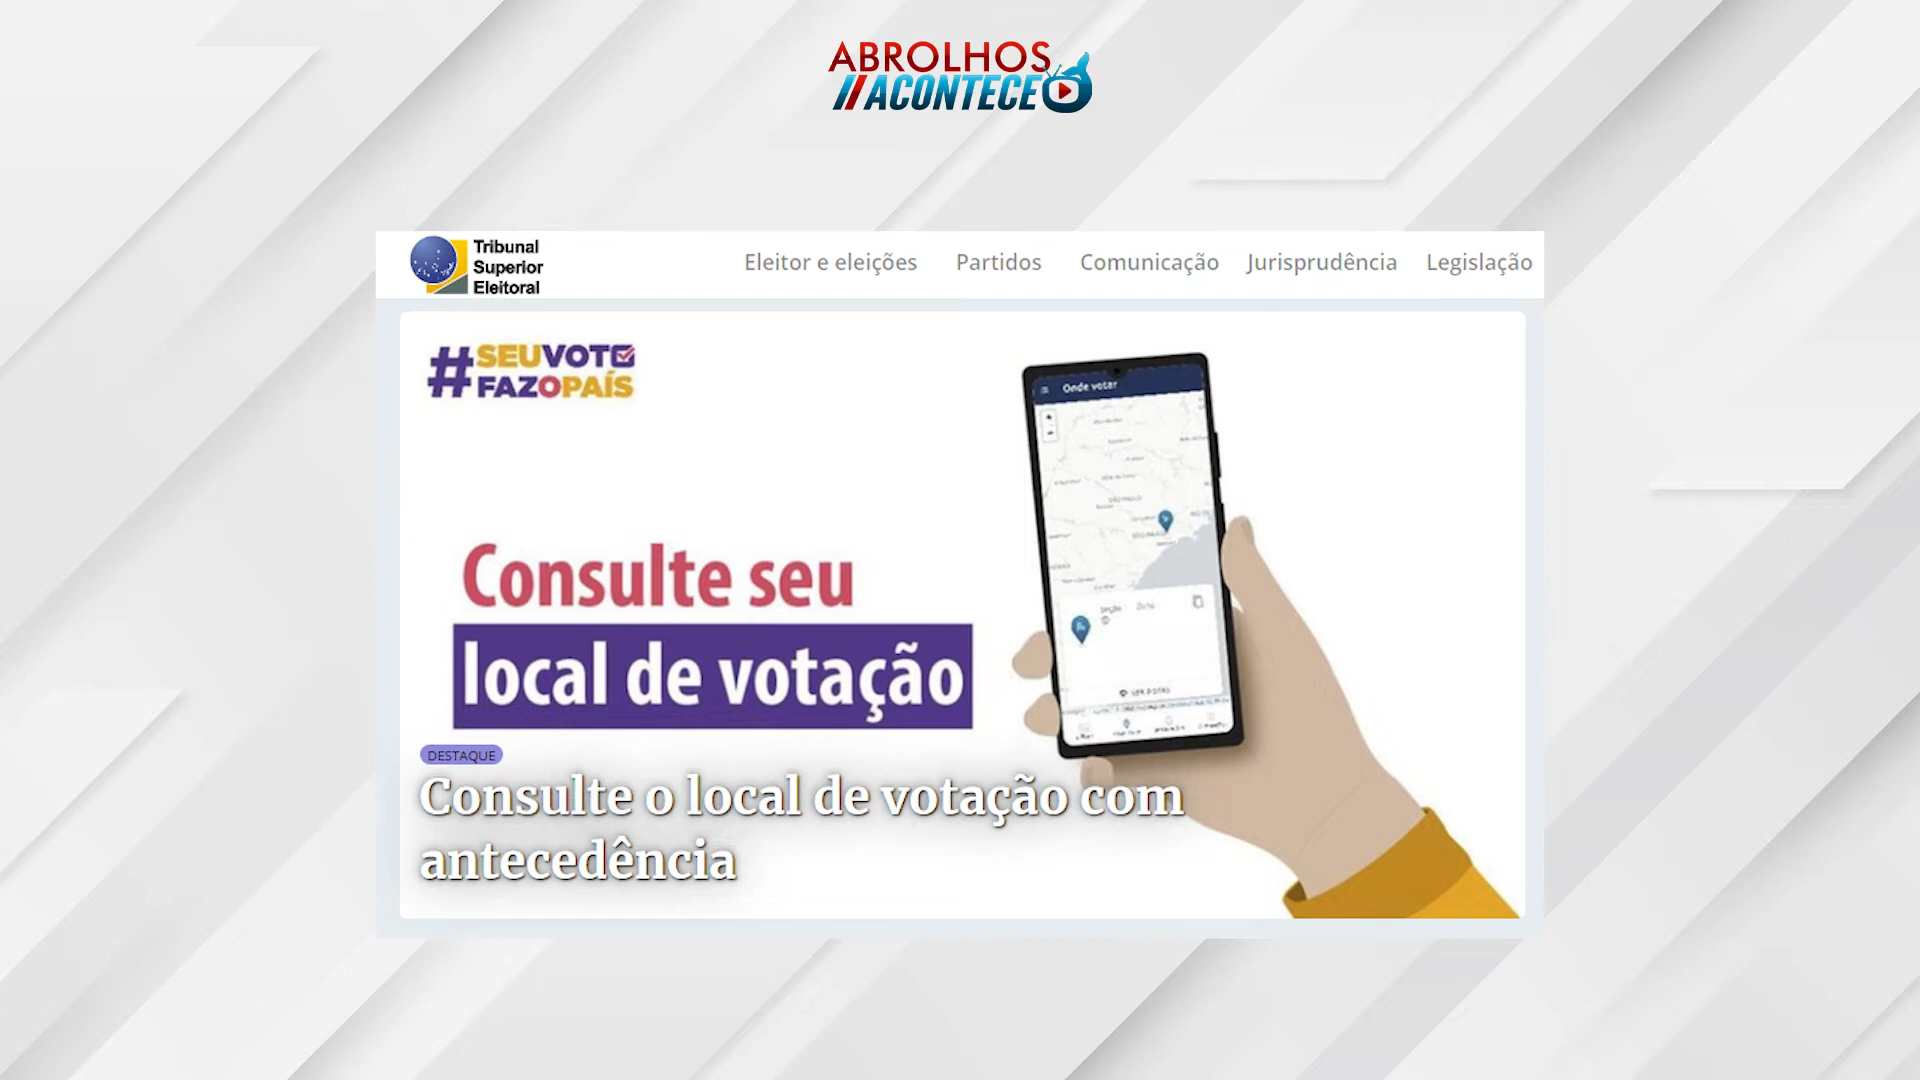 ABROLHOS
ACONTECE
Tribunal
Superior
Eleitoral
Eleitor e eleições Partidos Comunicação Jurisprudência Legislação
#SEUVOTO
FAZOPAÍS
Onde votar
Consulte seu
local de votação
DESTAQUE
Consulte o local de votação com
antecedência